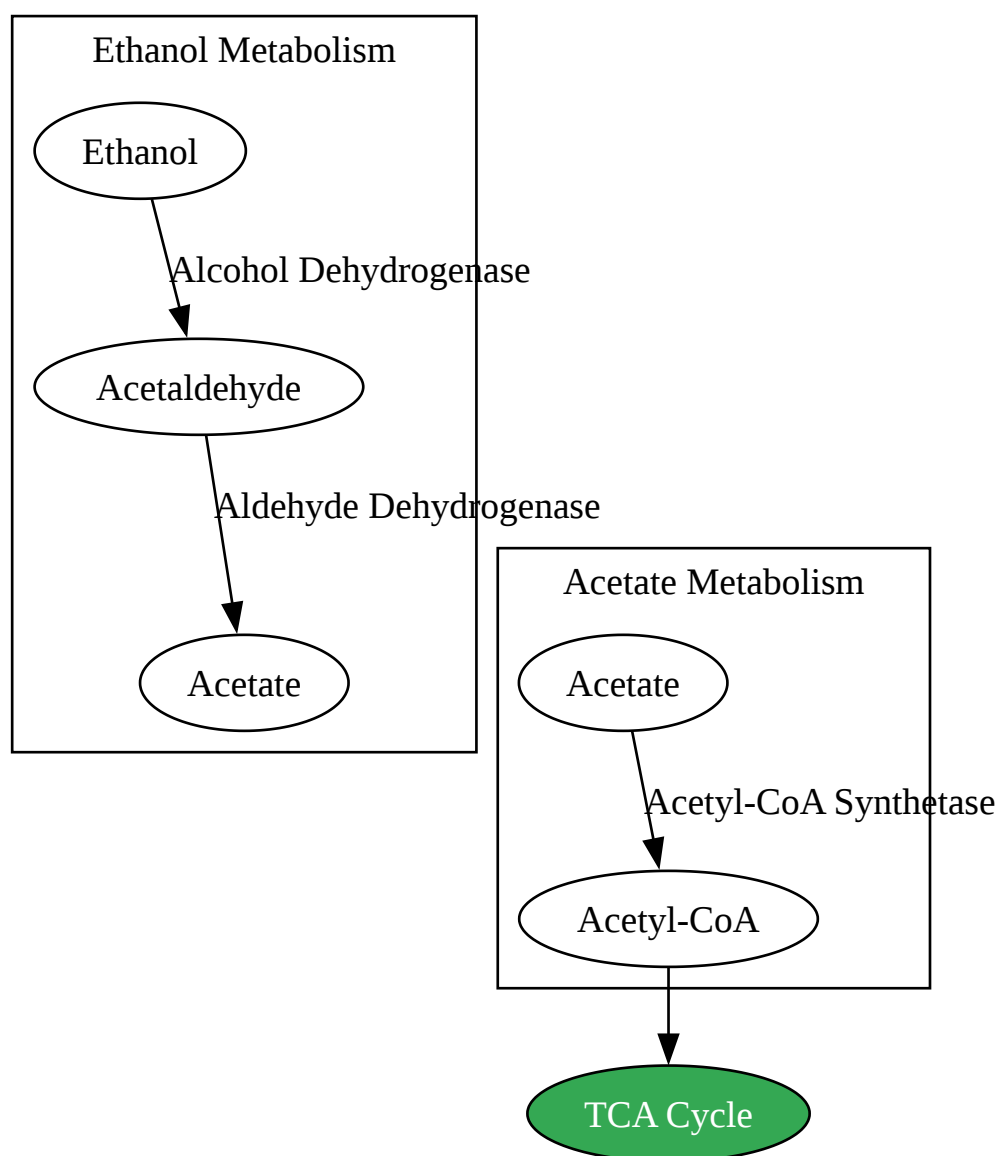 Ethanol Metabolism
Ethanol
Alcohol Dehydrogenase
Acetaldehyde
Aldehyde Dehydrogenase
Acetate
Acetate Metabolism
Acetate
Acetyl-CoA Synthetase
Acetyl-CoA
TCA Cycle